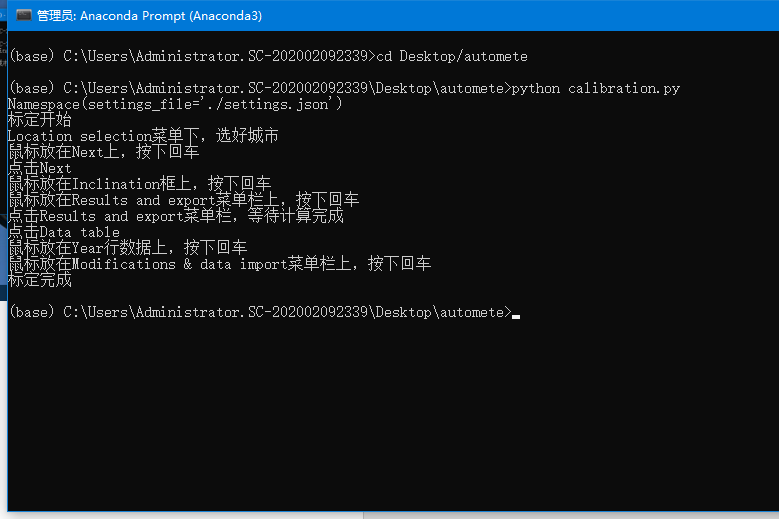 管理员: Anaconda Prompt (Anaconda3)
(base) C:\Users\Administrator.SC-202002092339>cd Desktop/automete
(base) C:\Users\Administrator.SC-202002092339\Desktop\automete>python calibration.py
Namespace(settings_file='./settings.json')
标定开始
Location selection菜单下，选好城市
鼠标放在Next上，按下回车
点击Next
鼠标放在Inclination框上，按下回车
鼠标放在Results and export菜单栏上，按下回车
点击Results and export菜单栏，等待计算完成
点击Data table
鼠标放在Year行数据上，按下回车
鼠标放在Modifications & data import菜单栏上，按下回车
标定完成
(base) C:\Users\Administrator.SC-202002092339\Desktop\automete>